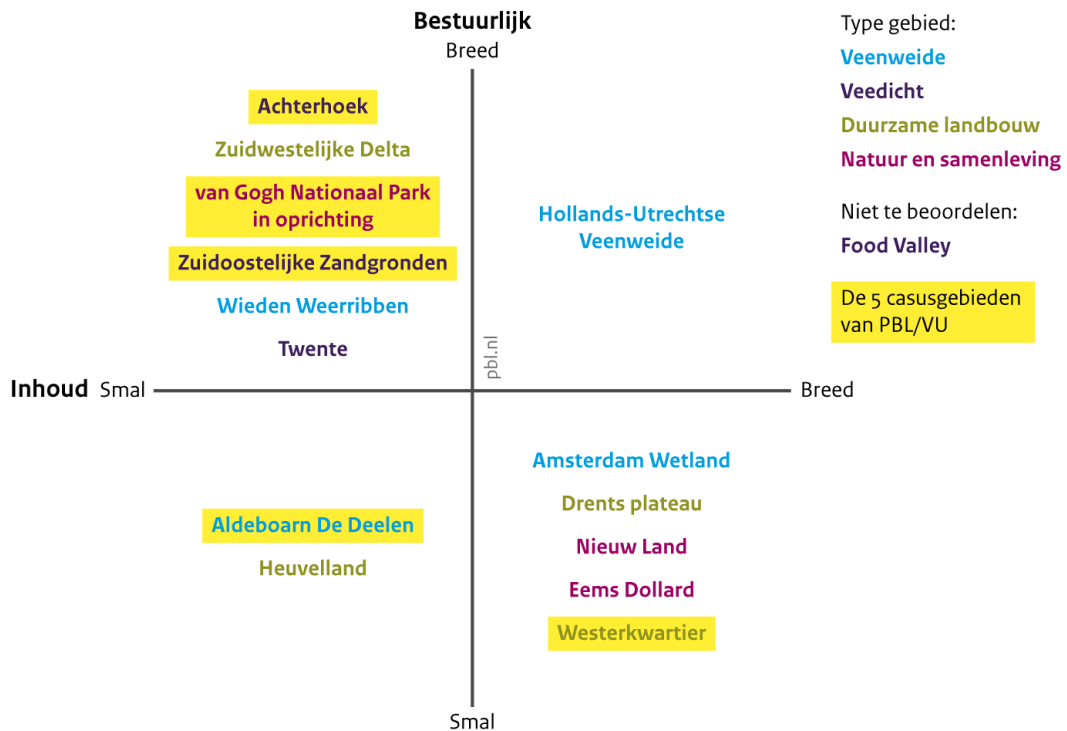 Bestuurlijk
Breed
Achterhoek
Zuidwestelijke Delta
van Gogh Nationaal Park
in oprichting
Zuidoostelijke Zandgronden
Wieden Weerribben
Twente
Hollands-Utrechtse
Veenweide
pbl.nl
Inhoud Smal
Breed
Aldeboarn De Deelen
Heuvelland
Amsterdam Wetland
Drents plateau
Nieuw Land
Eems Dollard
Westerkwartier
Smal
Type gebied:
Veenweide
Veedicht
Duurzame landbouw
Natuur en samenleving
Niet te beoordelen:
Food Valley
De 5 casusgebieden
van PBL/VU